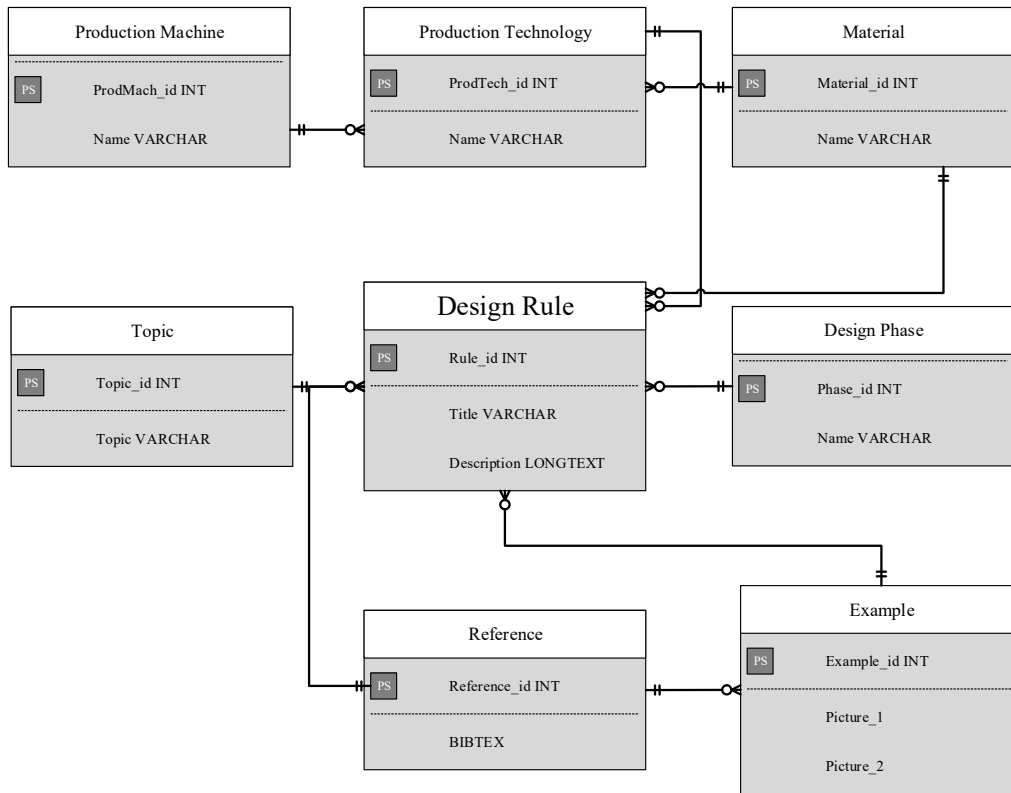 Production Machine
PS
ProdMach_id INT
Name VARCHAR
Production Technology
PS
ProdTech_id INT
Name VARCHAR
Material
PS
Material_id INT
Name VARCHAR
Topic
PS
Topic_id INT
Topic VARCHAR
Design Rule
PS
Rule_id INT
Title VARCHAR
Description LONGTEXT
Design Phase
PS
Phase_id INT
Name VARCHAR
Reference
PS
Reference_id INT
BIBTEX
Example
PS
Example_id INT
Picture_1
Picture_2